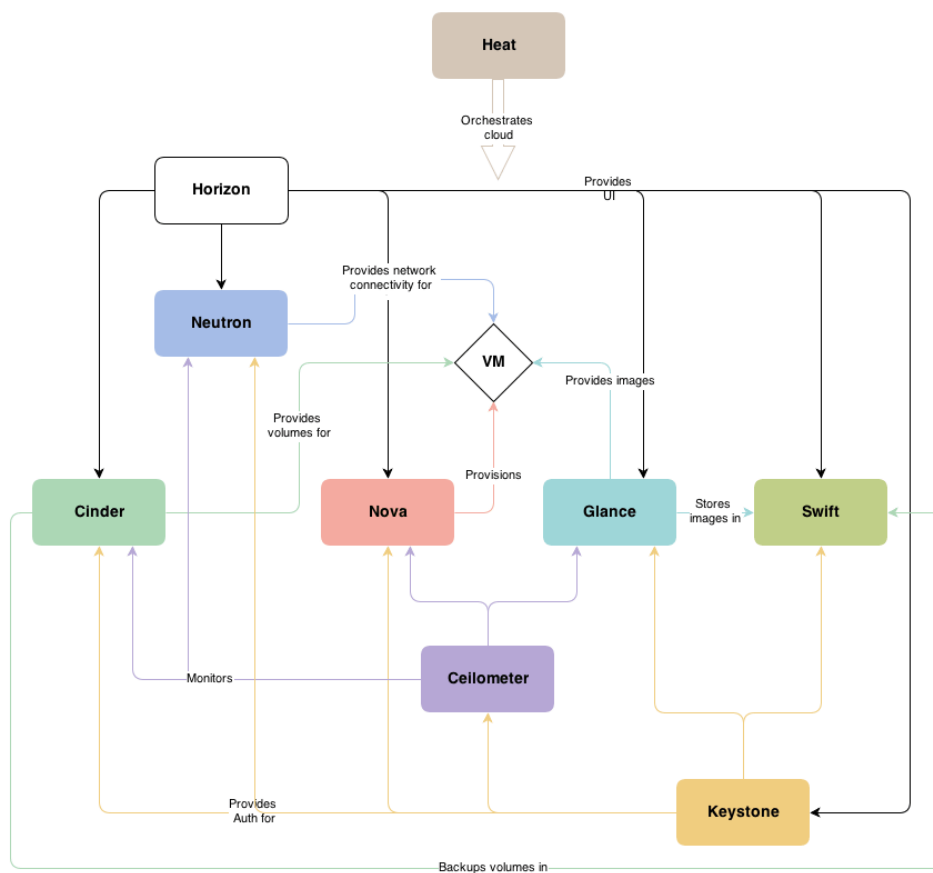 Heat
Orchestrates
cloud
Provides
UI
Horizon
Provides network
connectivity for
Neutron
VM
Provides images
Provides
volumes for
Provisions
Cinder
Nova
Glance
Stores
images in
Swift
Monitors
Ceilometer
Provides
Auth for
Keystone
Backups volumes in